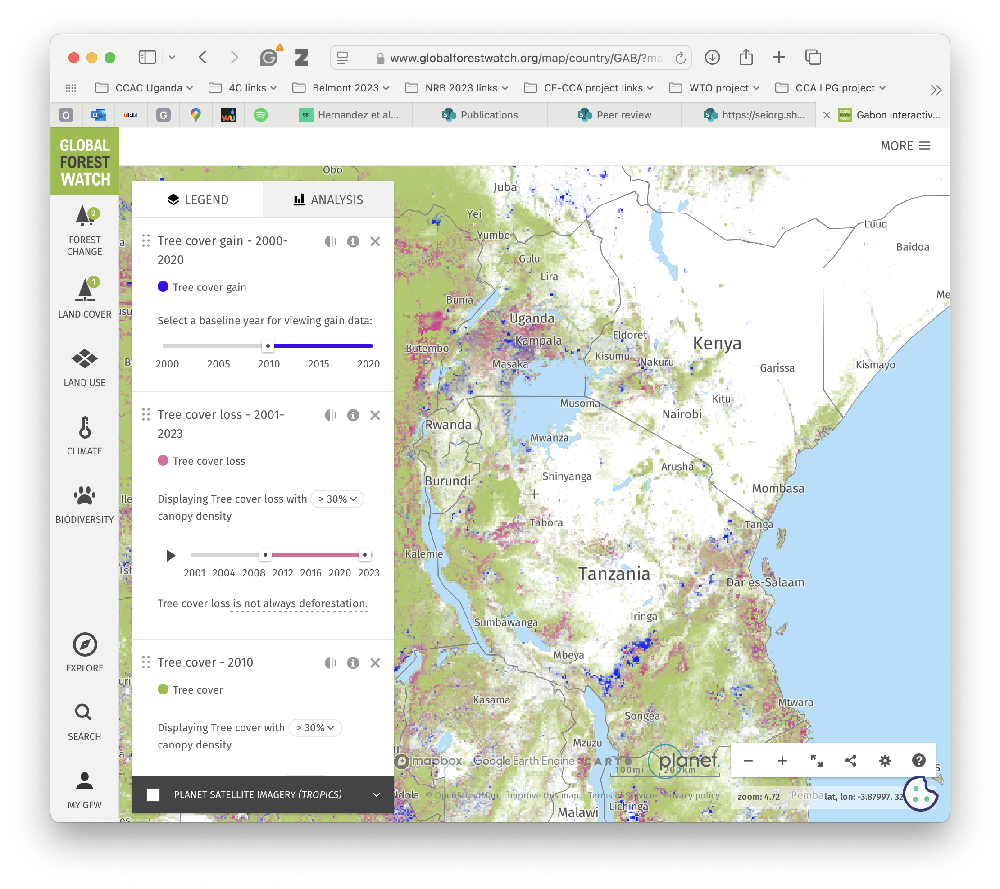 www.globalforestwatch.org/map/country/GAB/?ma
CCAC Uganda
4C links
Belmont 2023
NRB 2023 links
CF-CCA project links
WTO project
CCA LPG project
O
npr
G
wu
SEI
Hernandez et al....
Publications
Peer review
https://seiorg.sh...
Gabon Interactiv...
GLOBAL
FOREST
WATCH
MORE
2
FOREST
CHANGE
1
LAND COVER
LAND USE
CLIMATE
BIODIVERSITY
EXPLORE
SEARCH
MY GFW
LEGEND
ANALYSIS
Tree cover gain - 2000-
2020
Tree cover gain
Select a baseline year for viewing gain data:
2000 2005 2010 2015 2020
Tree cover loss - 2001-
2023
Tree cover loss
Displaying Tree cover loss with > 30%
canopy density
2001 2004 2008 2012 2016 2020 2023
Tree cover loss is not always deforestation.
Tree cover - 2010
Tree cover
Displaying Tree cover with > 30%
canopy density
PLANET SATELLITE IMAGERY (TROPICS)
Obo
Juba
Yei
Yumbe
Luuq
Baidoa
Gulu
Lira
Bunia
Uganda
Kampala
Eldoret
Kenya
Butembo
Masaka
Kisumu
Nakuru
Garissa
Kismayo
Kitui
Musoma
Nairobi
Rwanda
Mwanza
Arusha
Shinyanga
Burundi
Mombasa
Tabora
Tanga
Kalemie
Tanzania
Dar es-Salaam
Iringa
Sumbawanga
Mbeya
Kasama
Mtwara
Songea
Mzuzu
mapbox
Google Earth Engine
CARTO
planet.
100mi
200km
Ndola
© OpenStreetMap
Improve this map
Terms of Service
Privacy policy
Lichinga
Malawi
zoom: 4.72
Pemba
lat, lon: -3.87997, 32